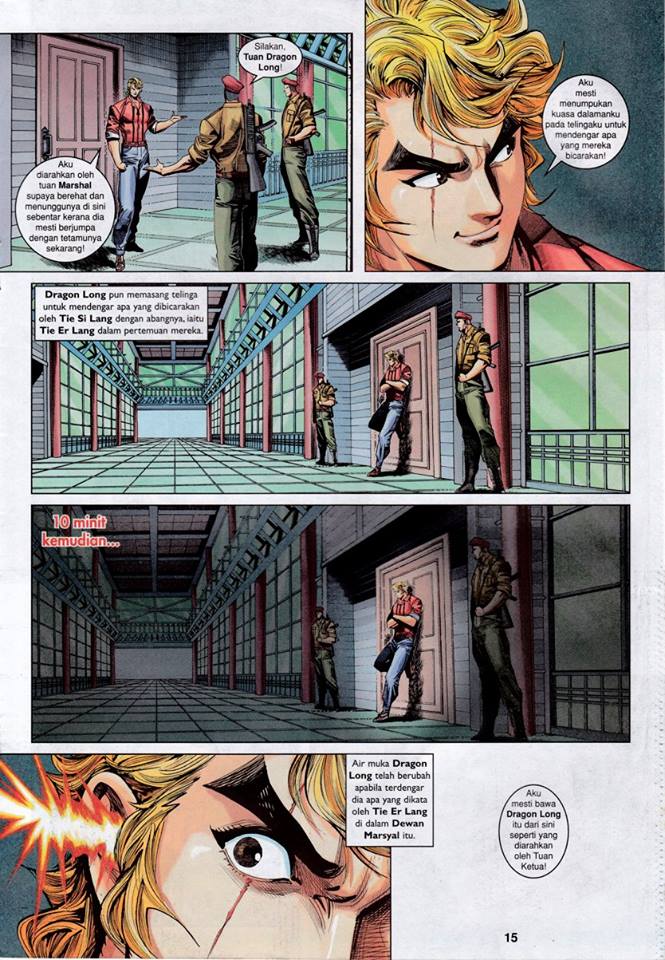 Silakan,
Tuan Dragon
Long!
Aku
diarahkan oleh
tuan Marshal
supaya berehat dan
menunggunya di sini
sebentar kerana dia
mesti berjumpa
dengan tetamunya
sekarang!
Aku
mesti
menumpukan
kuasa dalamanku
pada telingaku untuk
mendengar apa
yang mereka
bicarakan!
Dragon Long pun memasang telinga
untuk mendengar apa yang dibicarakan
oleh Tie Si Lang dengan abangnya, iaitu
Tie Er Lang dalam pertemuan mereka.
10 minit
kemudian...
Air muka Dragon
Long telah berubah
apabila terdengar
dia apa yang dikata
oleh Tie Er Lang
di dalam Dewan
Marsyal itu.
Aku
mesti bawa
Dragon Long
itu dari sini
seperti yang
diarahkan
oleh Tuan
Ketua!
15